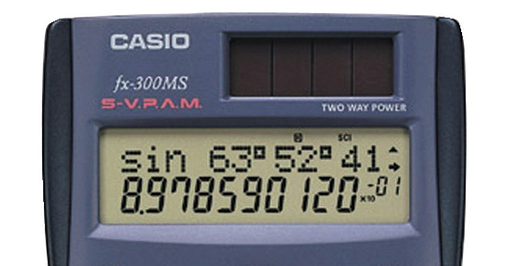 CASIO
fx-300MS
S-V.P.A.M.
TWO WAY POWER
D SCI
sin 63°52°41
8.978590120×10-01